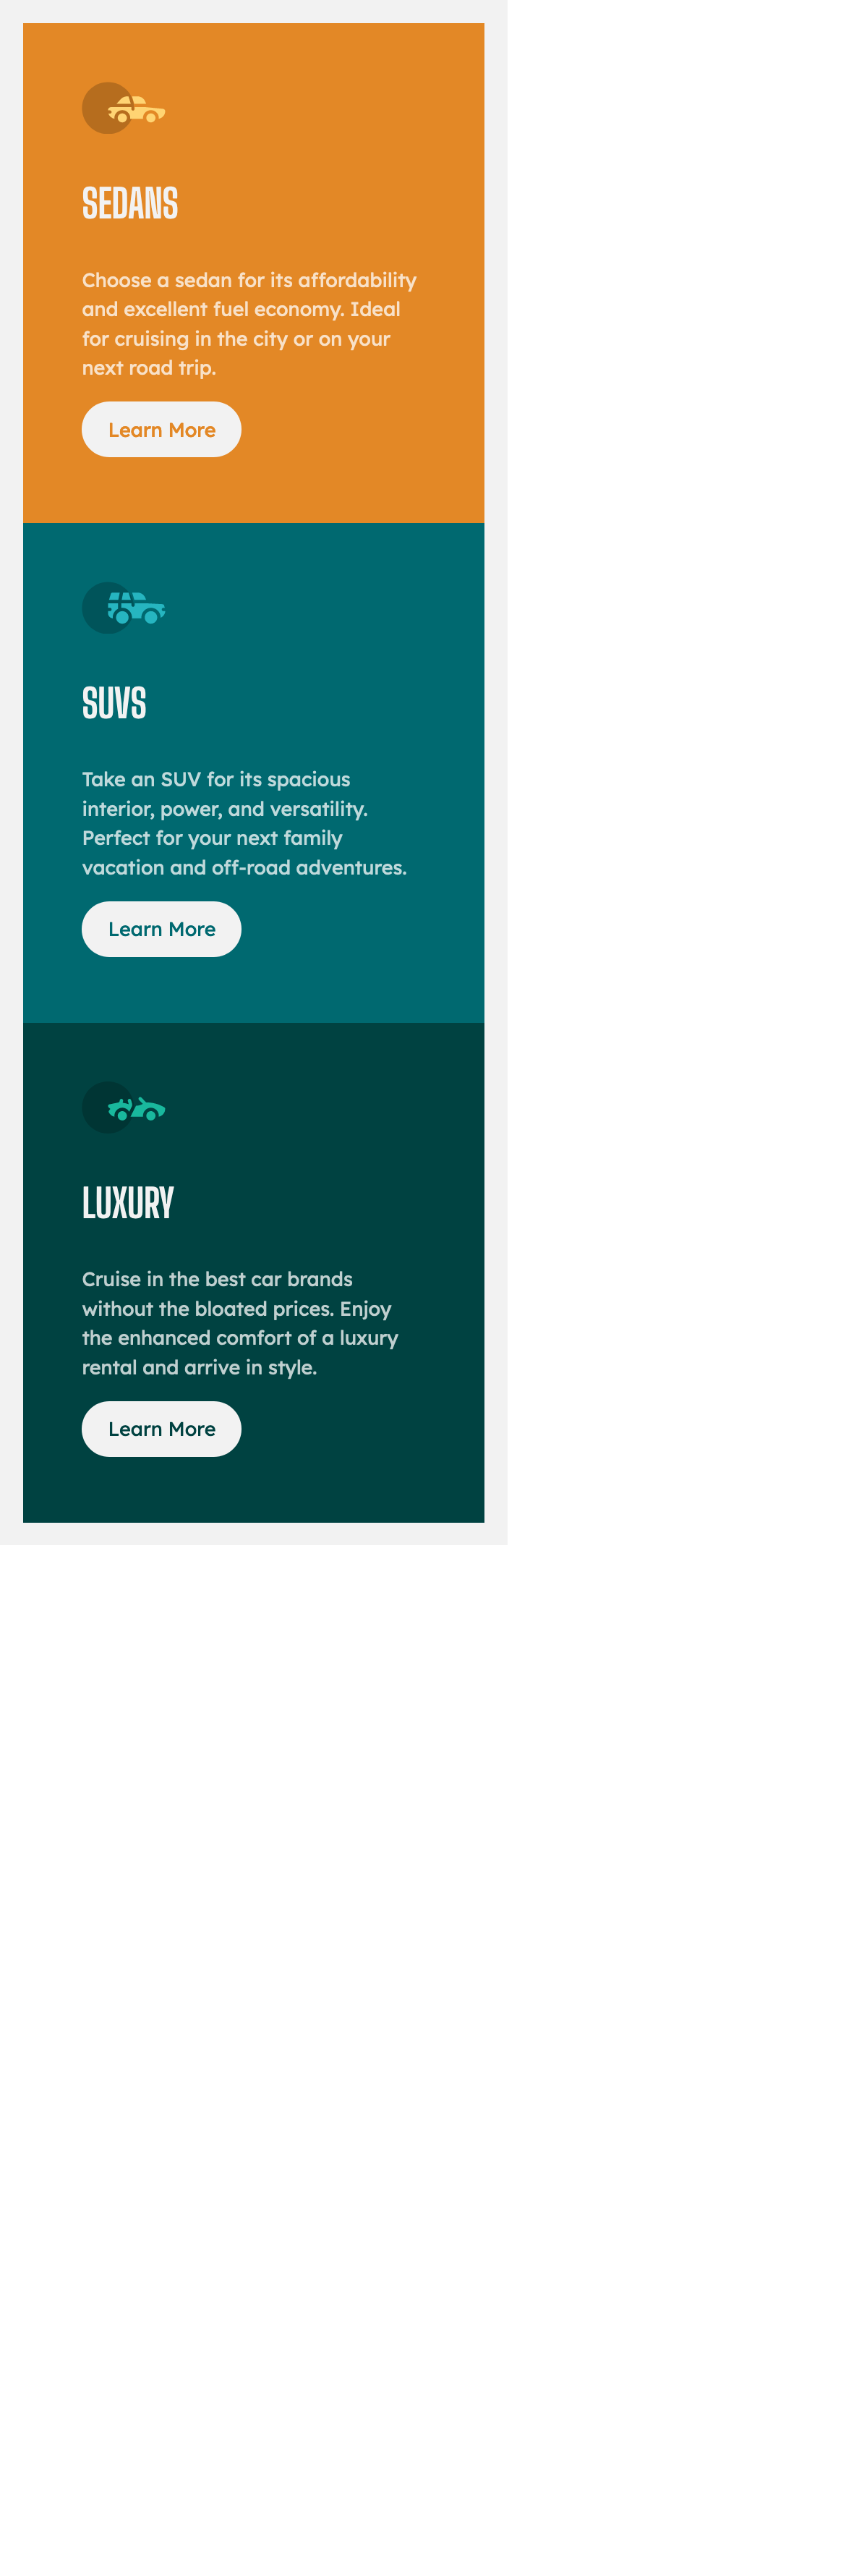 SEDANS
Choose a sedan for its affordability
and excellent fuel economy. Ideal
for cruising in the city or on your
next road trip.
Learn More
SUVS
Take an SUV for its spacious
interior, power, and versatility.
Perfect for your next family
vacation and off-road adventures.
Learn More
LUXURY
Cruise in the best car brands
without the bloated prices. Enjoy
the enhanced comfort of a luxury
rental and arrive in style.
Learn More